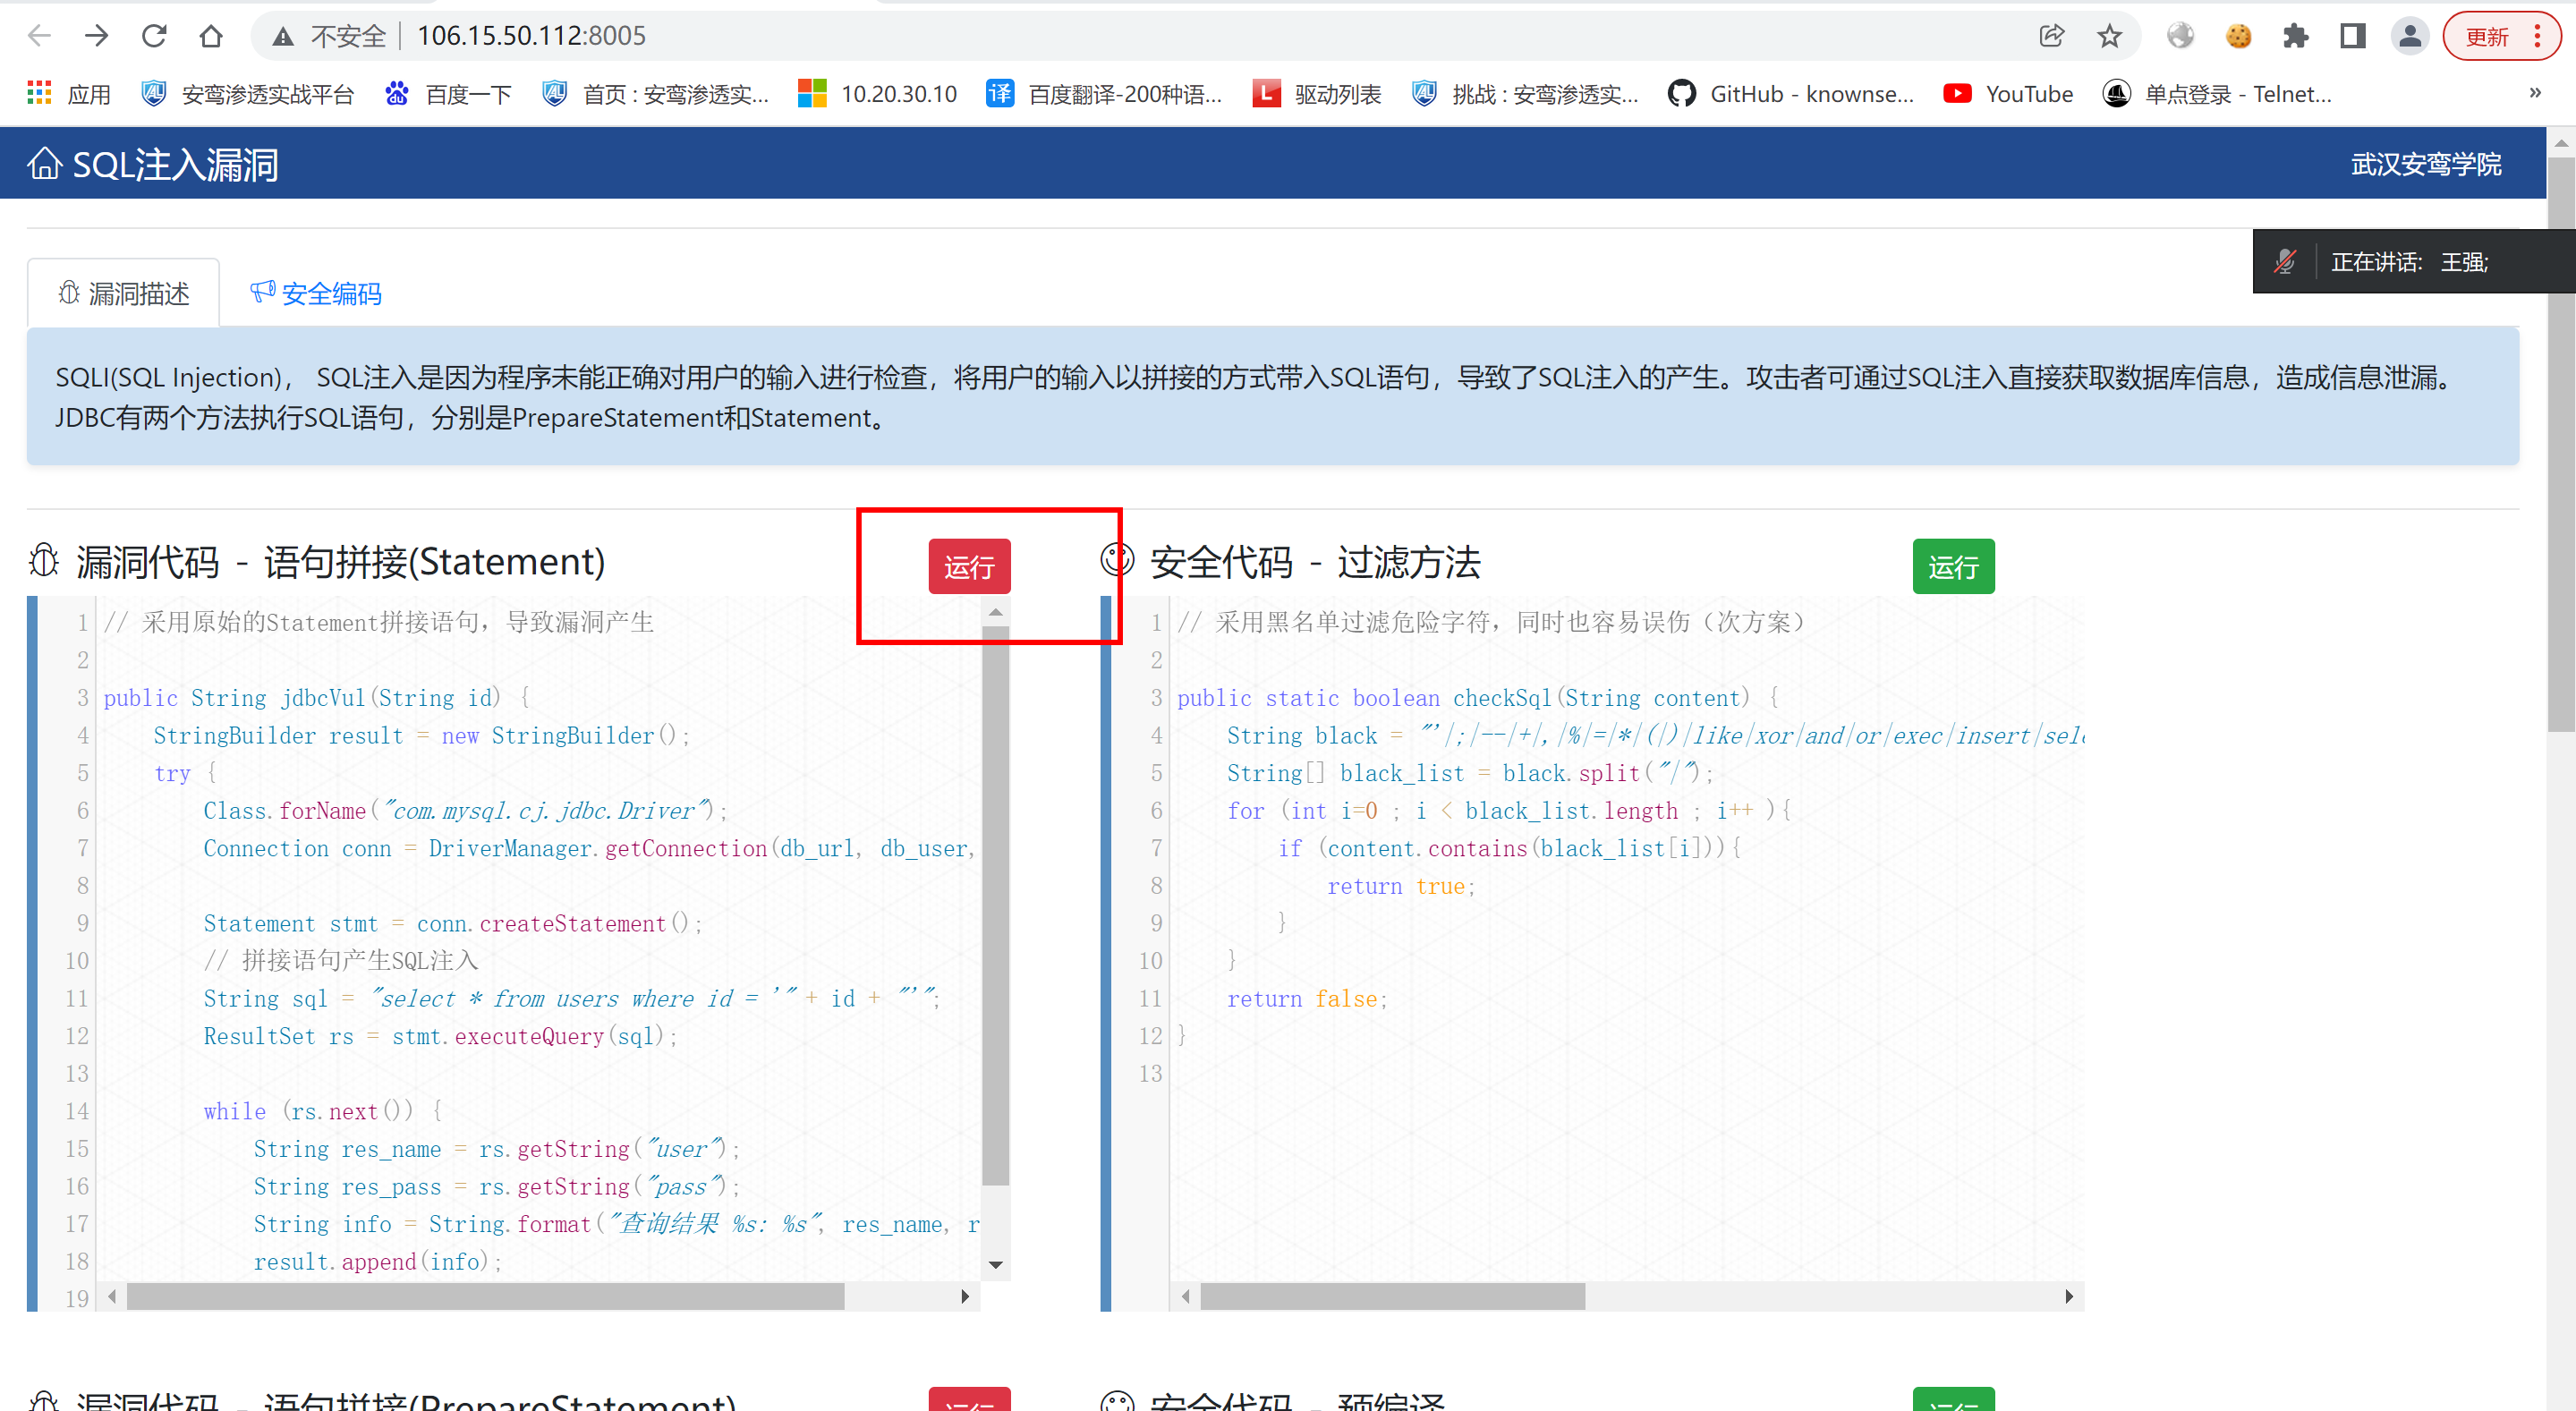 不安全 | 106.15.50.112:8005
更新
应用 安鸾渗透实战平台 百度一下 首页 : 安鸾渗透实... 10.20.30.10 百度翻译-200种语... 驱动列表 挑战 : 安鸾渗透实... GitHub - knownse... YouTube 单点登录 - Telnet... »
SQL注入漏洞
武汉安鸾学院
正在讲话: 王强;
漏洞描述 安全编码
SQLI(SQL Injection)， SQL注入是因为程序未能正确对用户的输入进行检查，将用户的输入以拼接的方式带入SQL语句，导致了SQL注入的产生。攻击者可通过SQL注入直接获取数据库信息，造成信息泄漏。
JDBC有两个方法执行SQL语句，分别是PrepareStatement和Statement。
漏洞代码 - 语句拼接(Statement)
运行
1 // 采用原始的Statement拼接语句，导致漏洞产生
2
3 public String jdbcVul(String id) {
4 StringBuilder result = new StringBuilder();
5 try {
6 Class.forName("com.mysql.cj.jdbc.Driver");
7 Connection conn = DriverManager.getConnection(db_url, db_user,
8
9 Statement stmt = conn.createStatement();
10 // 拼接语句产生SQL注入
11 String sql = "select * from users where id = '" + id + "'";
12 ResultSet rs = stmt.executeQuery(sql);
13
14 while (rs.next()) {
15 String res_name = rs.getString("user");
16 String res_pass = rs.getString("pass");
17 String info = String.format("查询结果 %s: %s", res_name, r
18 result.append(info);
19
安全代码 - 过滤方法
运行
1 // 采用黑名单过滤危险字符，同时也容易误伤（次方案）
2
3 public static boolean checkSql(String content) {
4 String black = "'|;|--|+|,|%|=|*|(|)|like|xor|and|or|exec|insert|sele
5 String[] black_list = black.split("|");
6 for (int i=0 ; i < black_list.length ; i++ ){
7 if (content.contains(black_list[i])){
8 return true;
9 }
10 }
11 return false;
12 }
13
漏洞代码 - 语句拼接(PrepareStatement)
运行
安全代码 - 预编译
运行